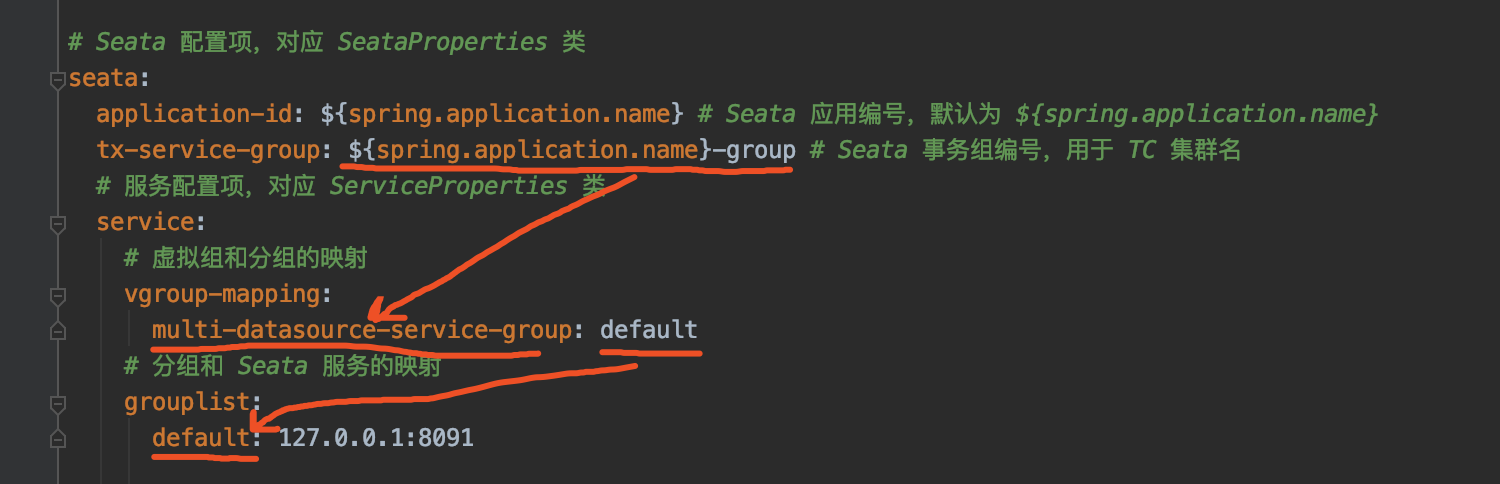 # Seata 配置项，对应 SeataProperties 类
seata:
application-id: ${spring.application.name} # Seata 应用编号，默认为 ${spring.application.name}
tx-service-group: ${spring.application.name}-group # Seata 事务组编号，用于 TC 集群名
# 服务配置项，对应 ServiceProperties 类
service:
# 虚拟组和分组的映射
vgroup-mapping:
multi-datasource-service-group: default
# 分组和 Seata 服务的映射
grouplist:
default: 127.0.0.1:8091